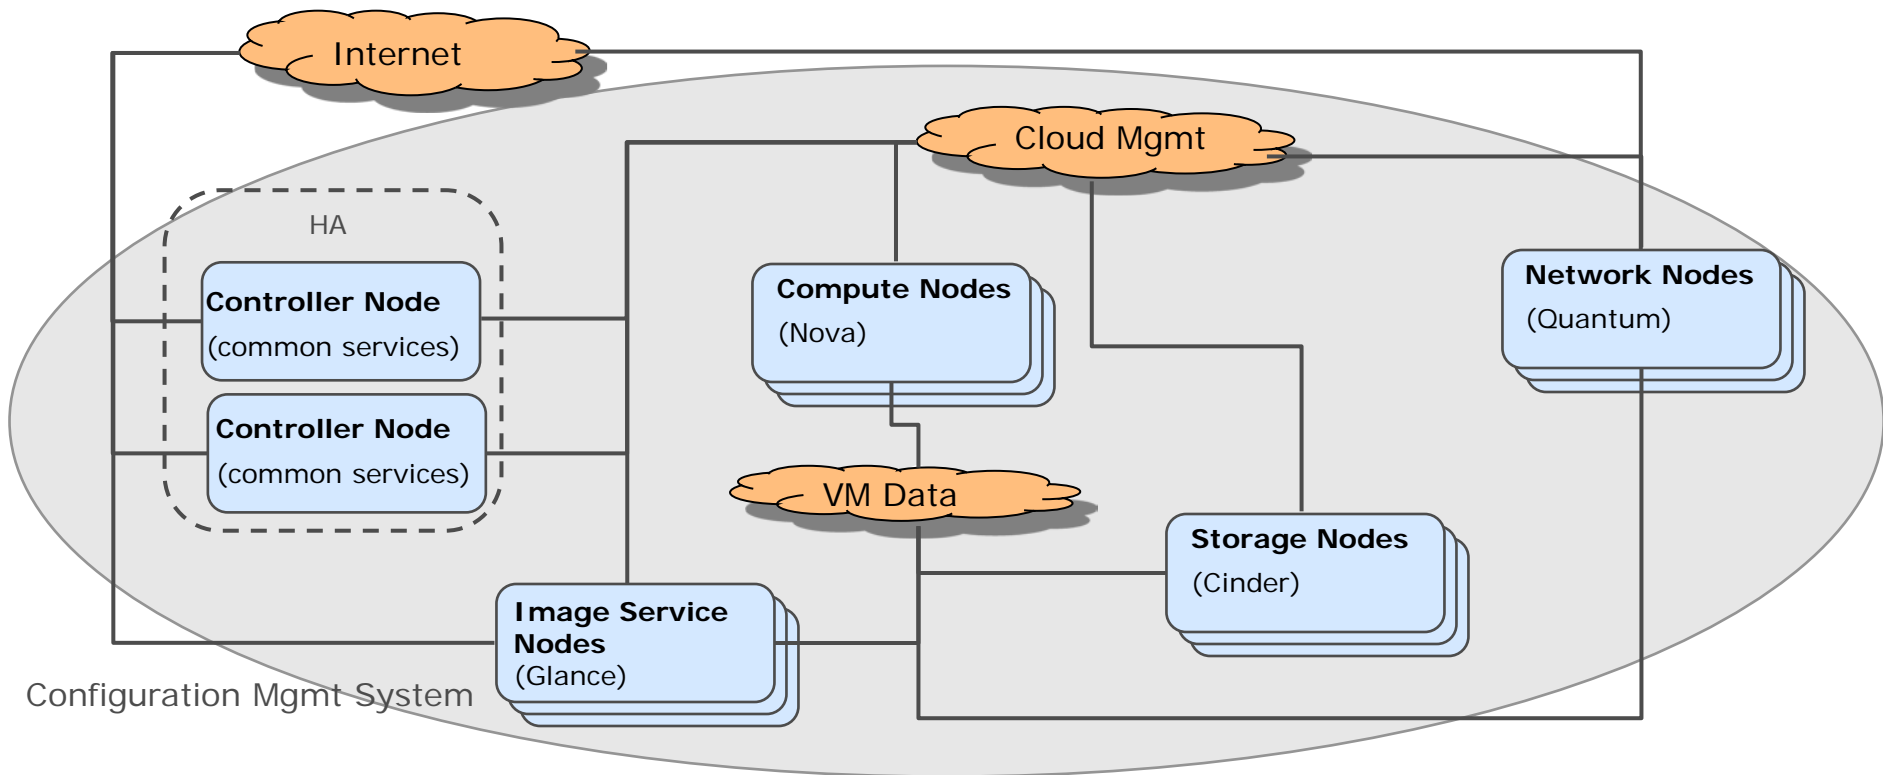 Internet
Cloud Mgmt
HA
Controller Node
(common services)
Controller Node
(common services)
Compute Nodes
(Nova)
Network Nodes
(Quantum)
VM Data
Storage Nodes
(Cinder)
Image Service
Nodes
(Glance)
Configuration Mgmt System